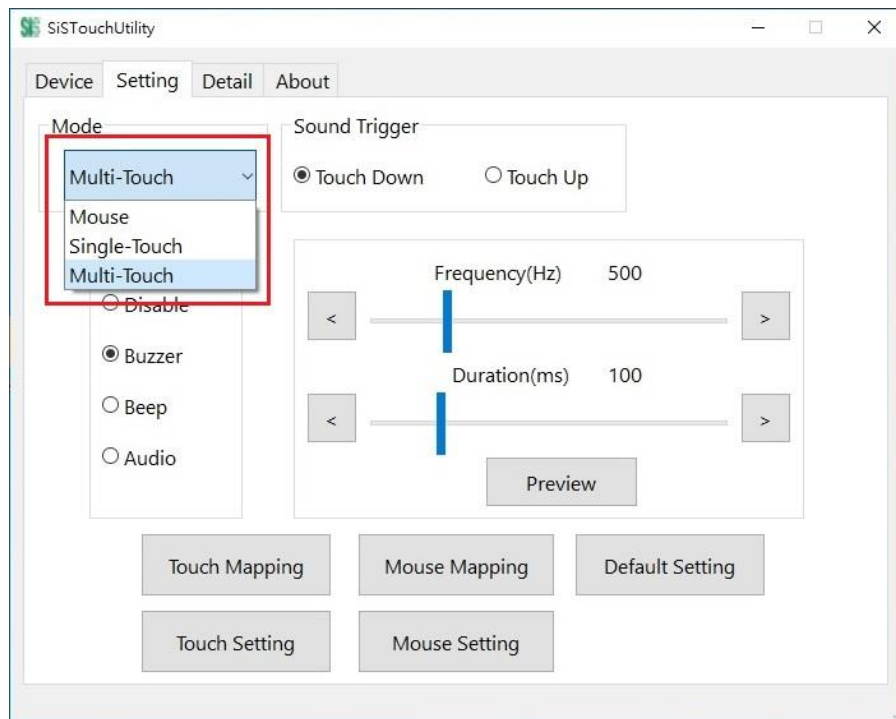 SiS SiSTouchUtility
Device Setting Detail About
Mode
Sound Trigger
Multi-Touch
Touch Down
Touch Up
Mouse
Single-Touch
Multi-Touch
Disable
Buzzer
Beep
Audio
Frequency(Hz) 500
< >
Duration(ms) 100
< >
Preview
Touch Mapping
Mouse Mapping
Default Setting
Touch Setting
Mouse Setting